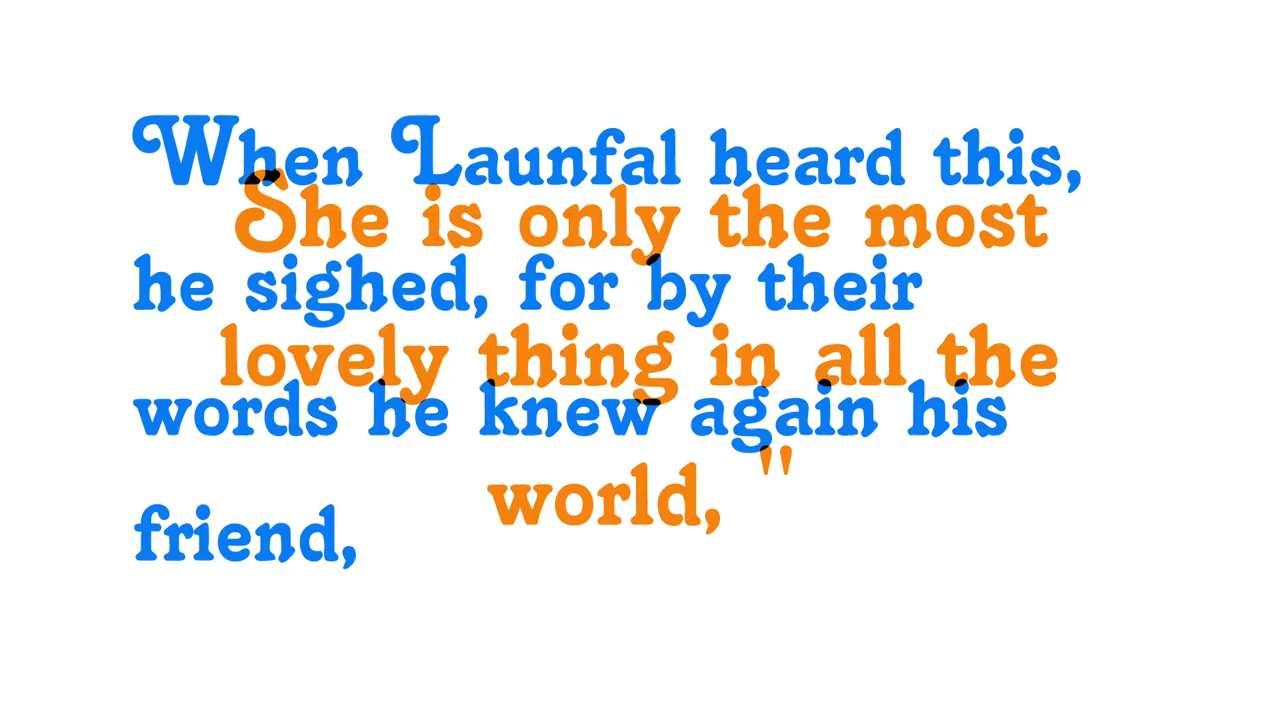 When Launfal heard this,
She is only the most
he sighed, for by their
lovely thing in all the
words he knew again his
world, "
friend,